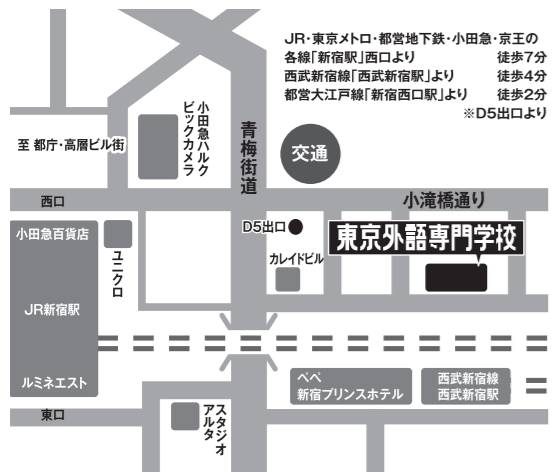 JR・東京メトロ・都営地下鉄・小田急・京王の
各線「新宿駅」西口より 徒歩7分
西武新宿線「西武新宿駅」より 徒歩4分
都営大江戸線「新宿西口駅」より 徒歩2分
※D5出口より
小田急ハルク
ビックカメラ
青梅街道
交通
至 都庁・高層ビル街
西口
小滝橋通り
小田急百貨店
ユニクロ
D5出口
東京外語専門学校
カレイドビル
JR新宿駅
ルミネエスト
ペペ
新宿プリンスホテル
西武新宿線
西武新宿駅
東口
スタジオ
アルタ